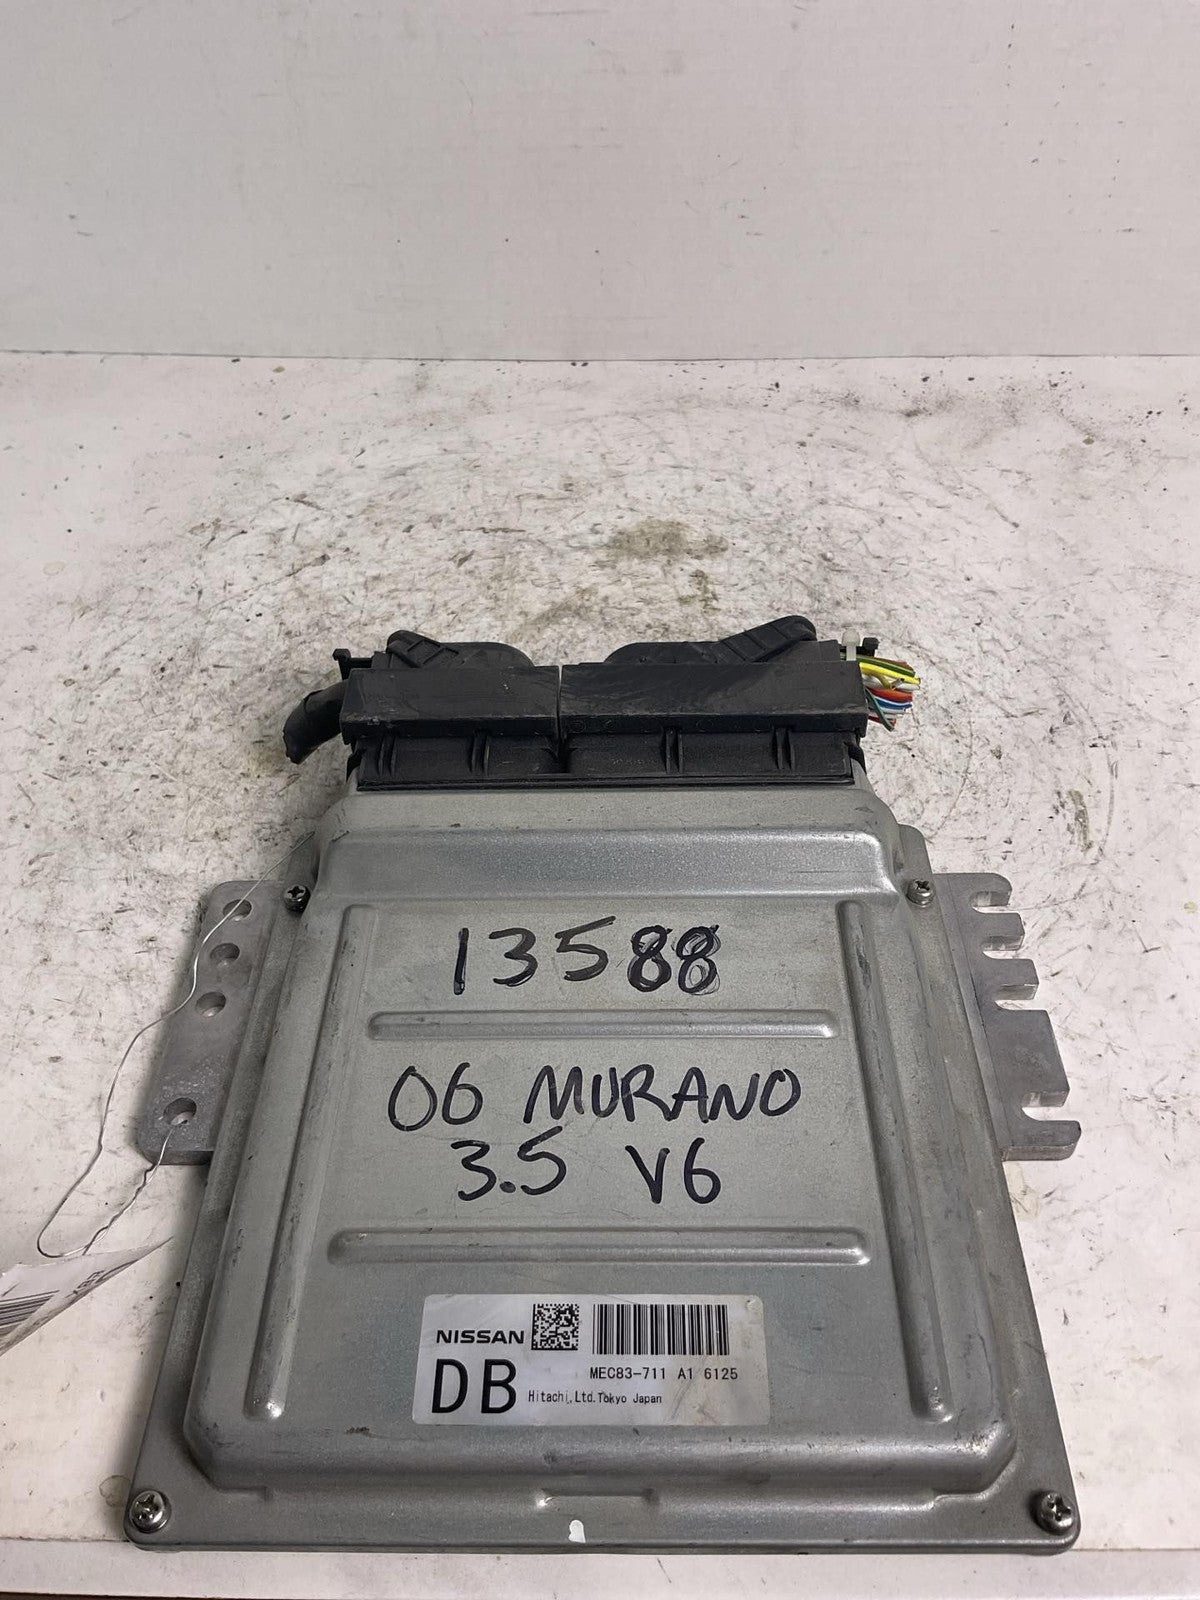 13588
06 MURANO
3.5 V6
NISSAN
MEC83-711 A1 6125
DB
Hitachi,Ltd.Tokyo Japan